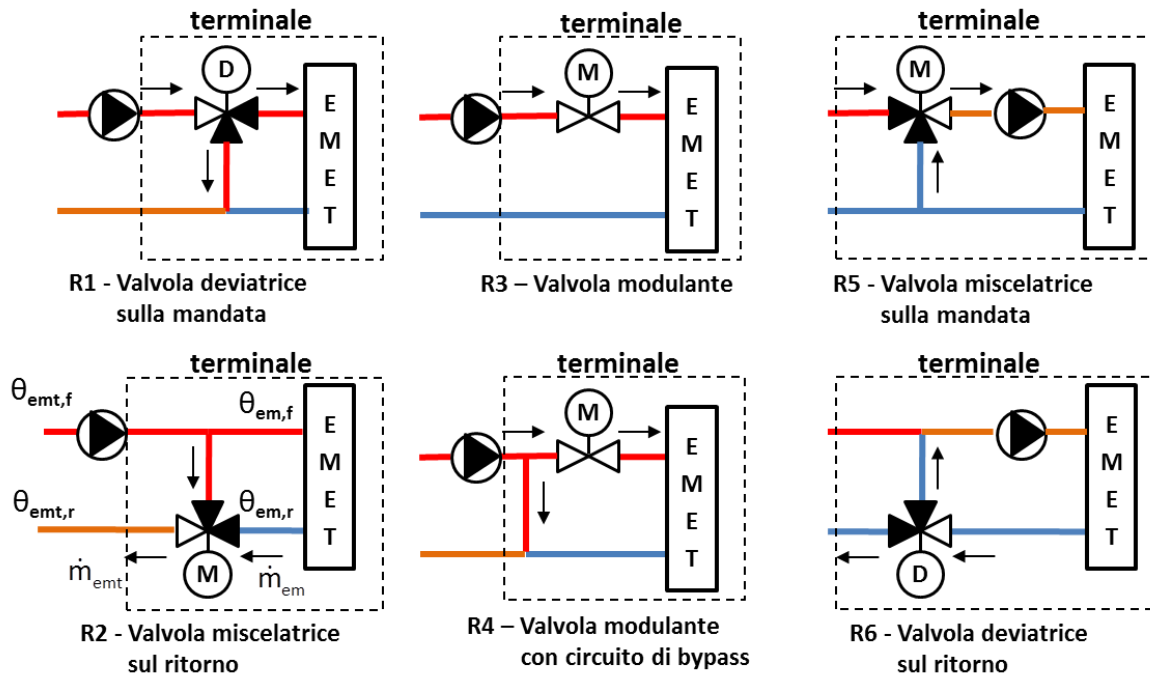 terminale
D
E
M
E
T
R1 - Valvola deviatrice
sulla mandata
terminale
M
E
M
E
T
R3 – Valvola modulante
terminale
M
E
M
E
T
R5 - Valvola miscelatrice
sulla mandata
terminale
θemt,f
θem,f
θemt,r
θem,r
ṁemt
ṁem
M
E
M
E
T
R2 - Valvola miscelatrice
sul ritorno
terminale
M
E
M
E
T
R4 – Valvola modulante
con circuito di bypass
terminale
D
E
M
E
T
R6 - Valvola deviatrice
sul ritorno